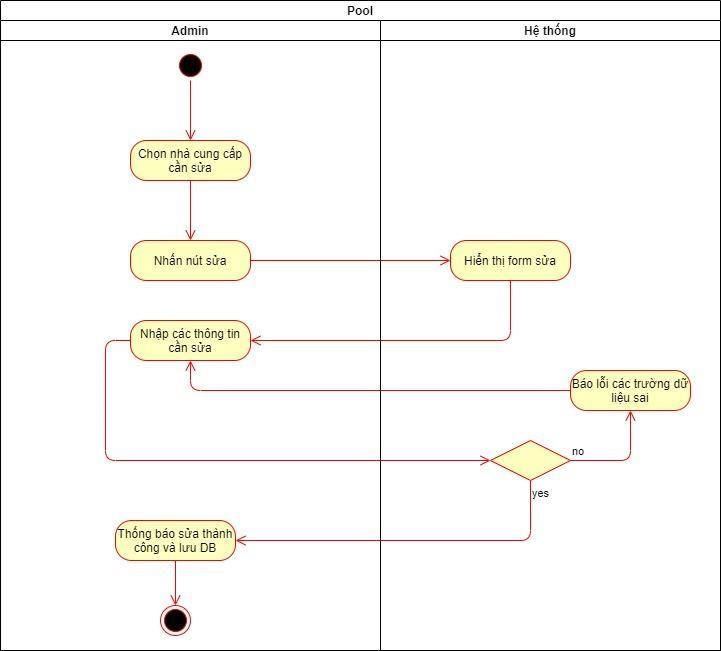 Pool
Admin
Hệ thống
Chọn nhà cung cấp
cần sửa
Nhấn nút sửa
Hiển thị form sửa
Nhập các thông tin
cần sửa
Báo lỗi các trường dữ
liệu sai
no
yes
Thống báo sửa thành
công và lưu DB